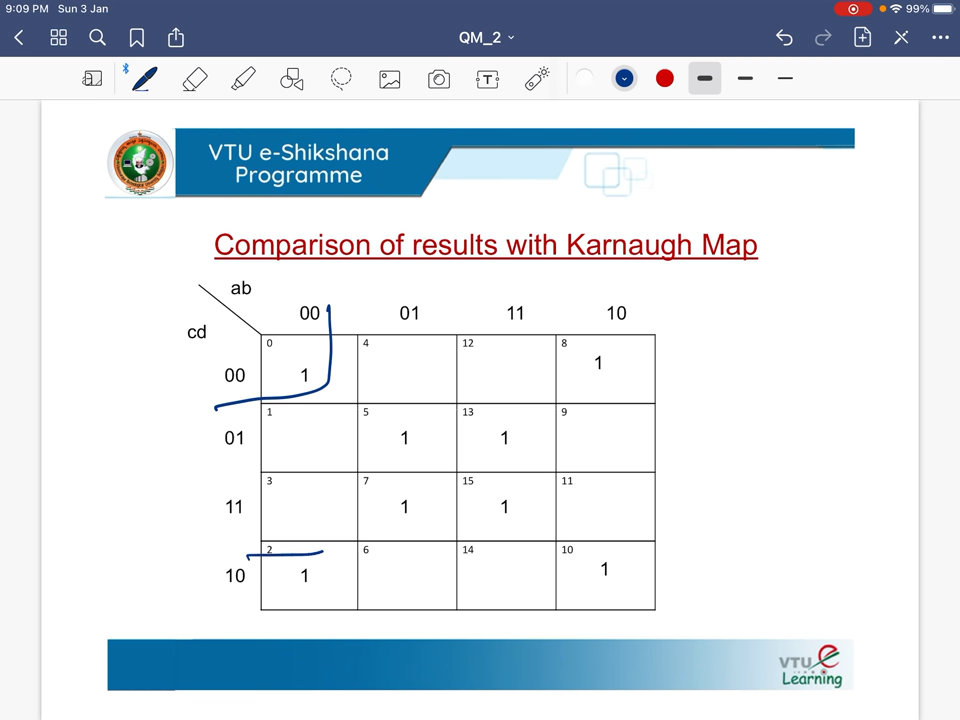 9:09 PM Sun 3 Jan 99%
QM_2
T
VTU e-Shikshana
Programme
Comparison of results with Karnaugh Map
ab
00 01 11 10
cd
0 4 12 8
00 1 1
1 5 13 9
01 1 1
3 7 15 11
11 1 1
2 6 14 10
10 1 1
VTU e
Learning